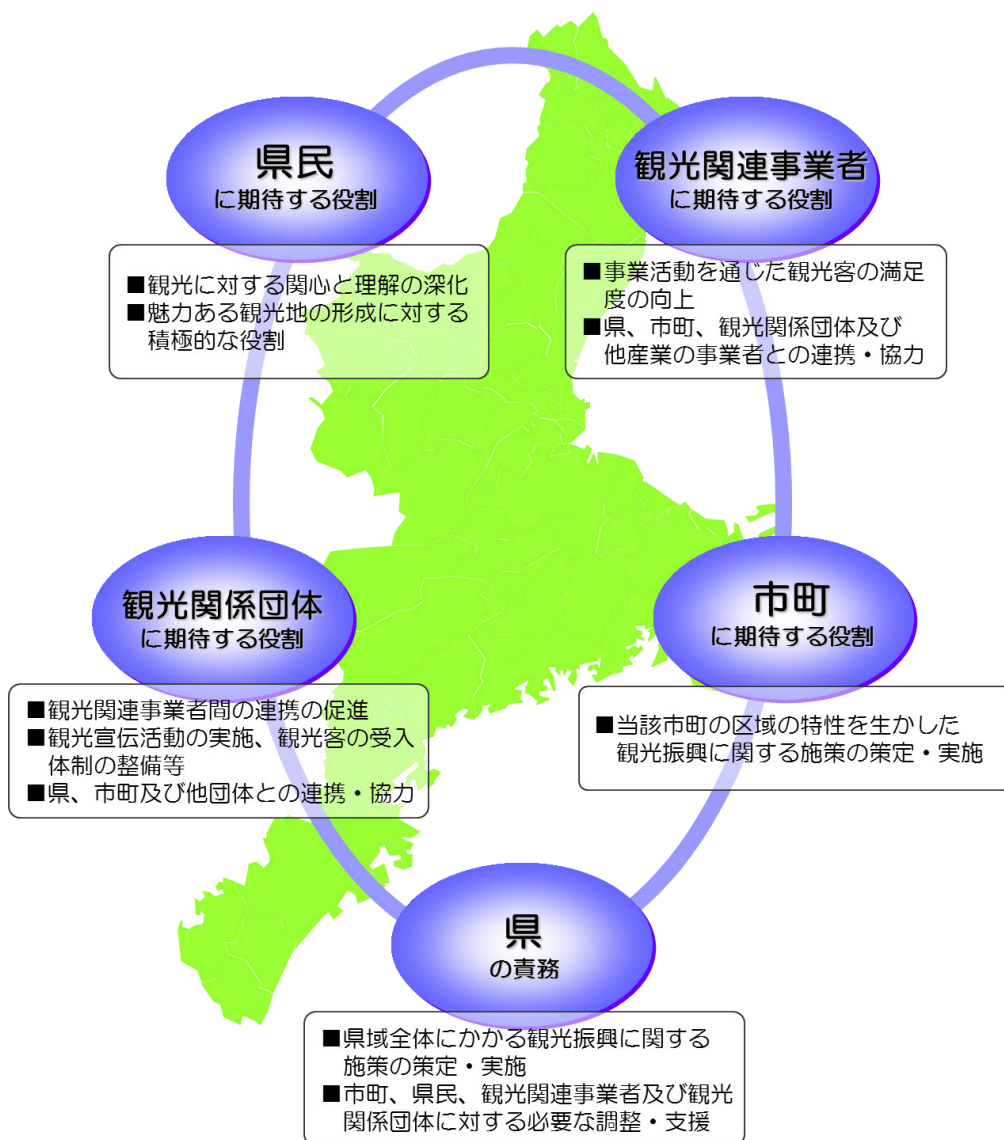 県民
に期待する役割
■観光に対する関心と理解の深化
■魅力ある観光地の形成に対する
積極的な役割
観光関連事業者
に期待する役割
■事業活動を通じた観光客の満足
度の向上
■県、市町、観光関係団体及び
他産業の事業者との連携・協力
観光関係団体
に期待する役割
■観光関連事業者間の連携の促進
■観光宣伝活動の実施、観光客の受入
体制の整備等
■県、市町及び他団体との連携・協力
市町
に期待する役割
■当該市町の区域の特性を生かした
観光振興に関する施策の策定・実施
県
の責務
■県域全体にかかる観光振興に関する
施策の策定・実施
■市町、県民、観光関連事業者及び観光
関係団体に対する必要な調整・支援